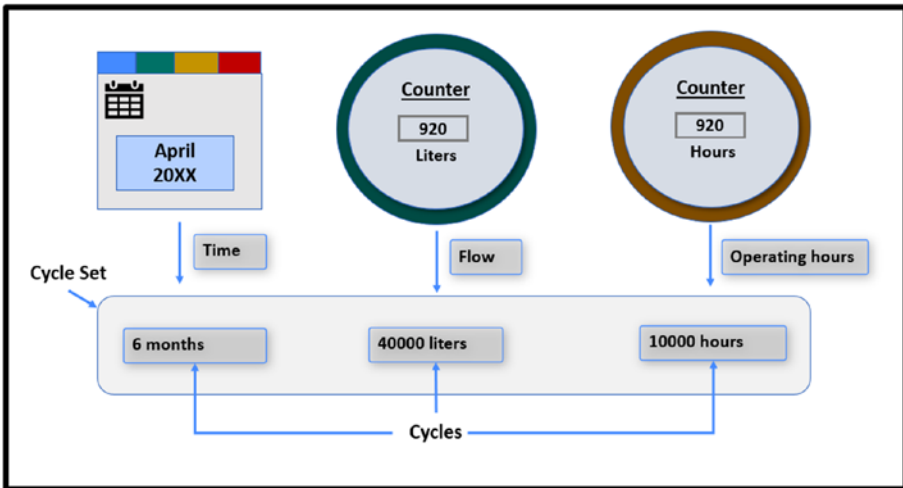 April
20XX
Counter
920
Liters
Counter
920
Hours
Time
Flow
Operating hours
Cycle Set
6 months
40000 liters
10000 hours
Cycles